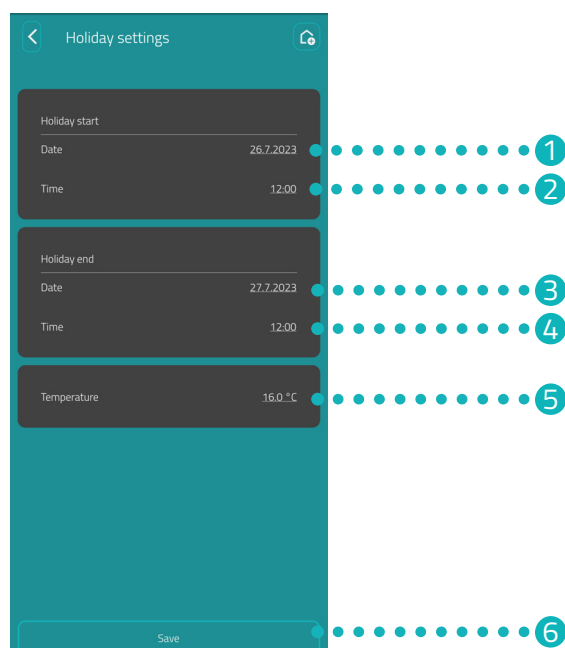 Holiday settings
Holiday start
Date 26.7.2023 1
Time 12:00 2
Holiday end
Date 27.7.2023 3
Time 12:00 4
Temperature 16.0 °C 5
Save 6